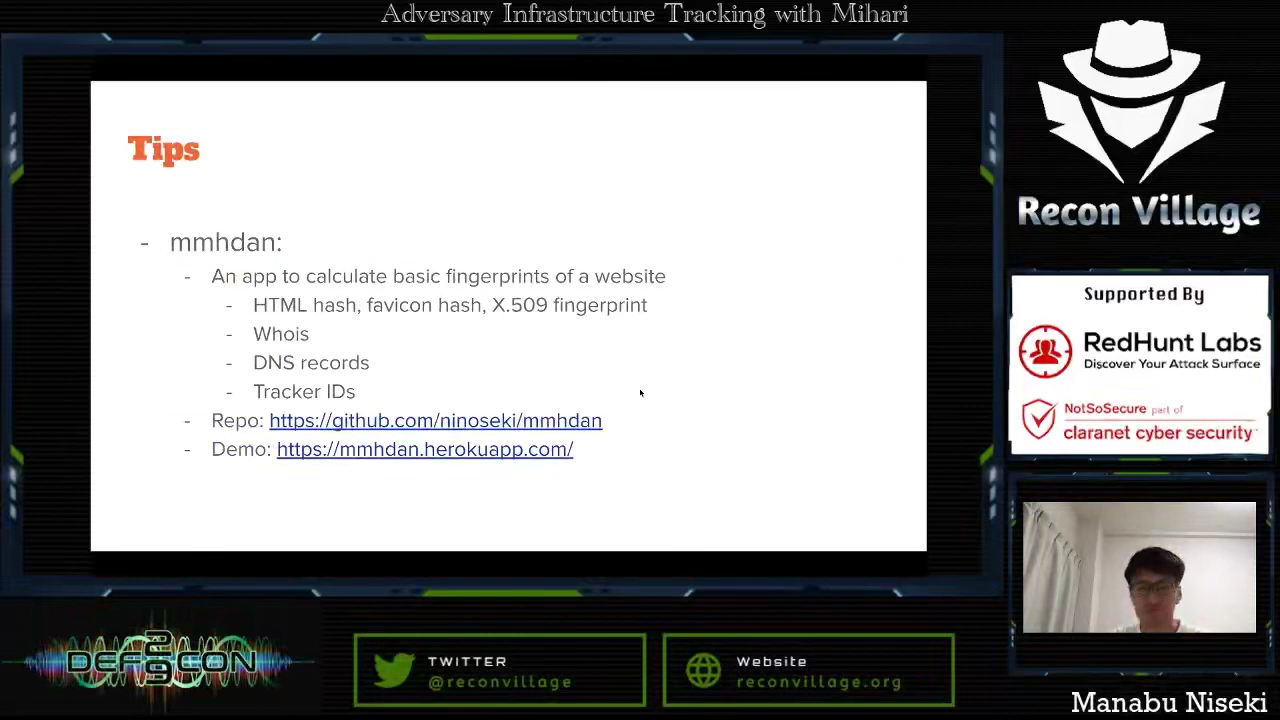 Adversary Infrastructure Tracking with Mihari
Tips
- mmhdan:
- An app to calculate basic fingerprints of a website
- HTML hash, favicon hash, X.509 fingerprint
- Whois
- DNS records
- Tracker IDs
- Repo: https://github.com/ninoseki/mmhdan
- Demo: https://mmhdan.herokuapp.com/
Recon Village
Supported By
RedHunt Labs
Discover Your Attack Surface
NotSoSecure part of
claranet cyber security
DEFCON
29
TWITTER
@reconvillage
Website
reconvillage.org
Manabu Niseki